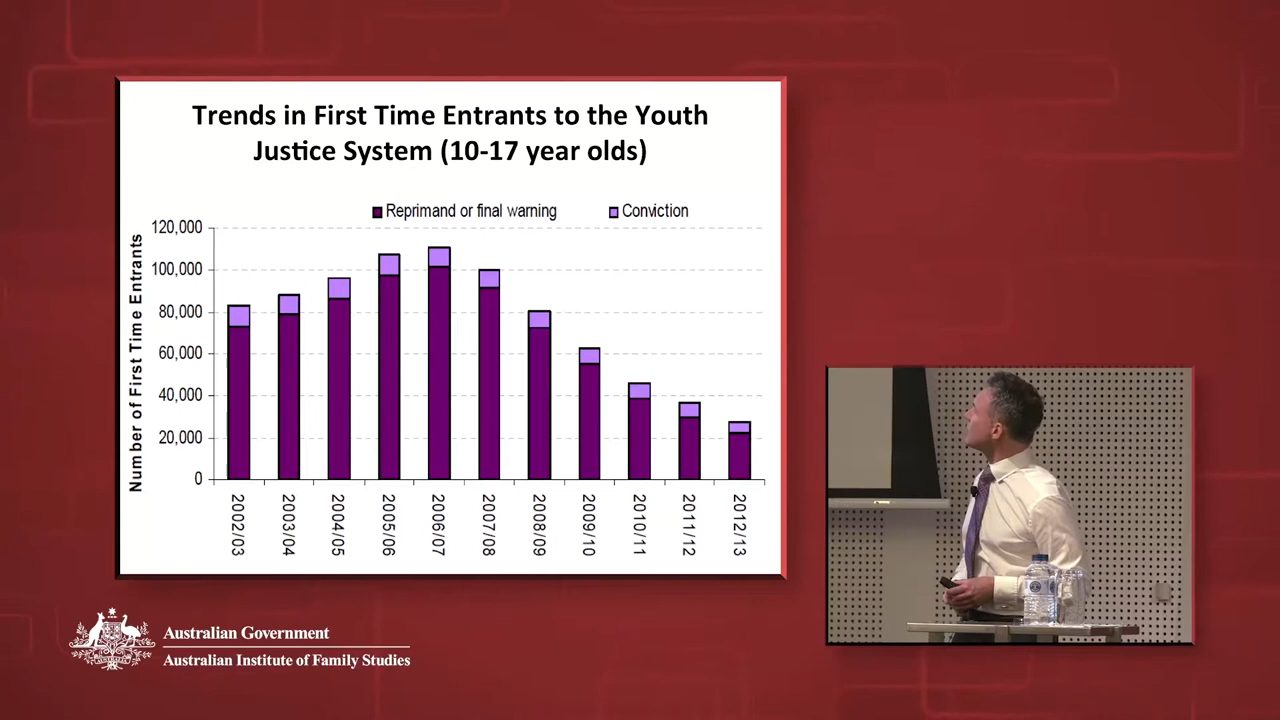 Trends in First Time Entrants to the Youth
Justice System (10-17 year olds)
Reprimand or final warning
Conviction
Number of First Time Entrants
120,000
100,000
80,000
60,000
40,000
20,000
0
2002/03
2003/04
2004/05
2005/06
2006/07
2007/08
2008/09
2009/10
2010/11
2011/12
2012/13
Australian Government
Australian Institute of Family Studies